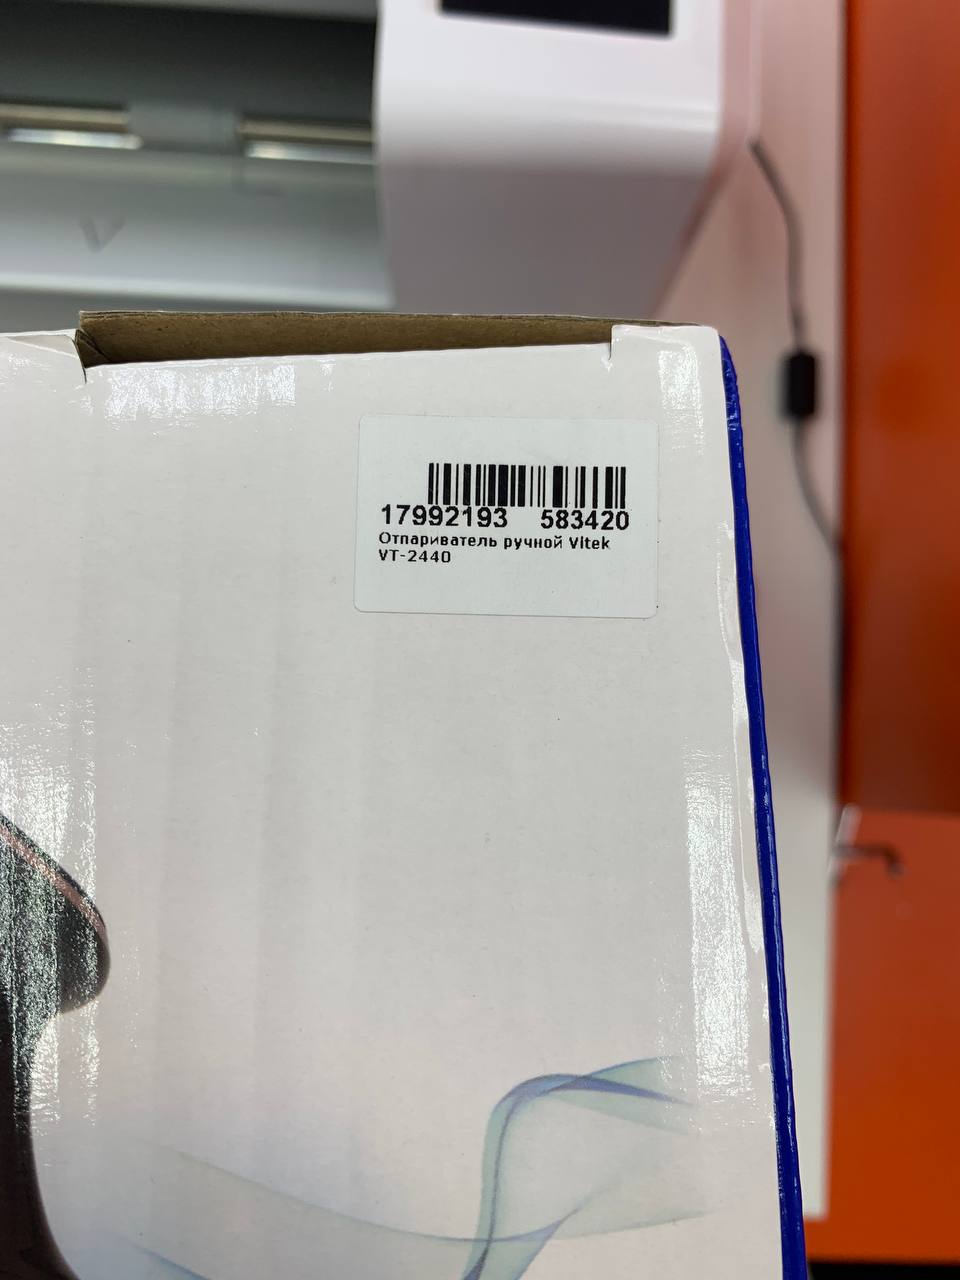 17992193 583420
Отпариватель ручной Vitek
VT-2440